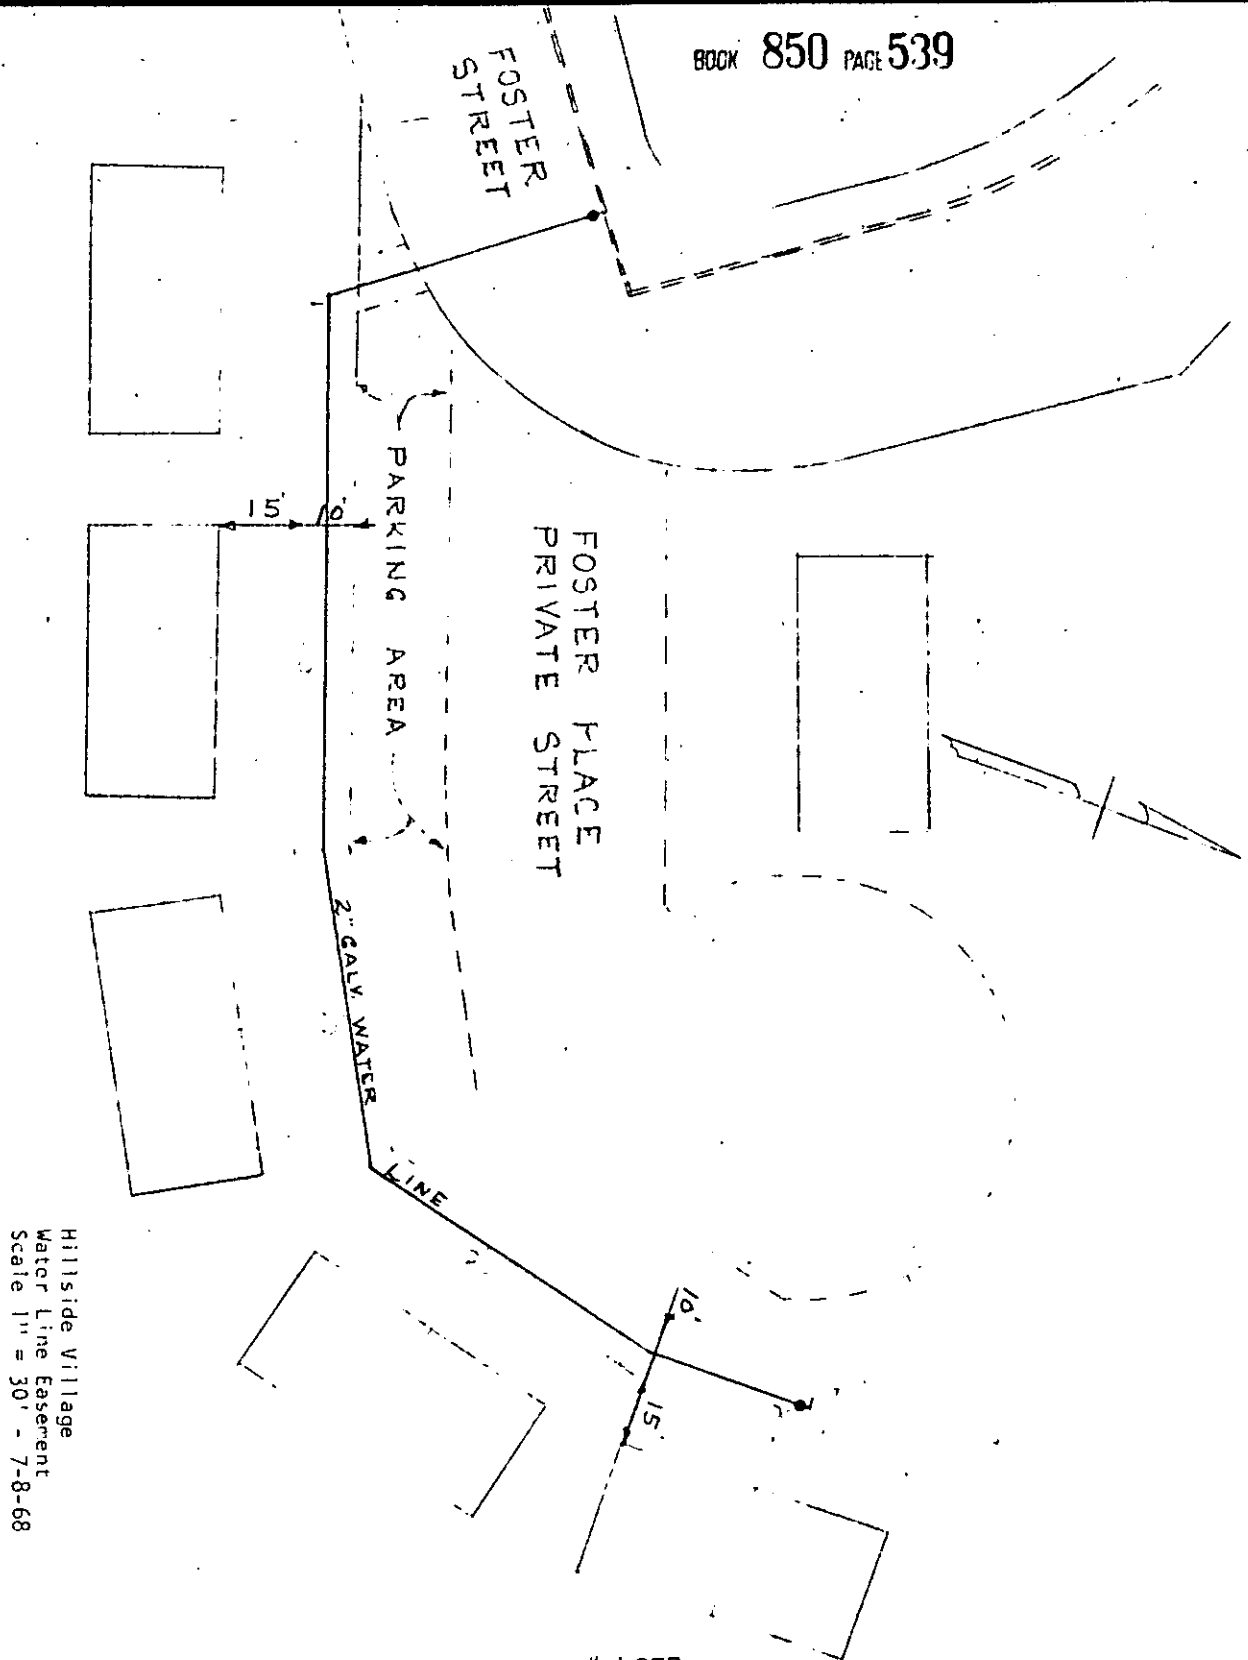 BOOK 850 PAGE 539
FOSTER
STREET
PARKING AREA
15'
10'
FOSTER PLACE
PRIVATE STREET
2" GALV. WATER LINE
10'
15'
Hillside Village
Water Line Easement
Scale 1" = 30' - 7-8-68